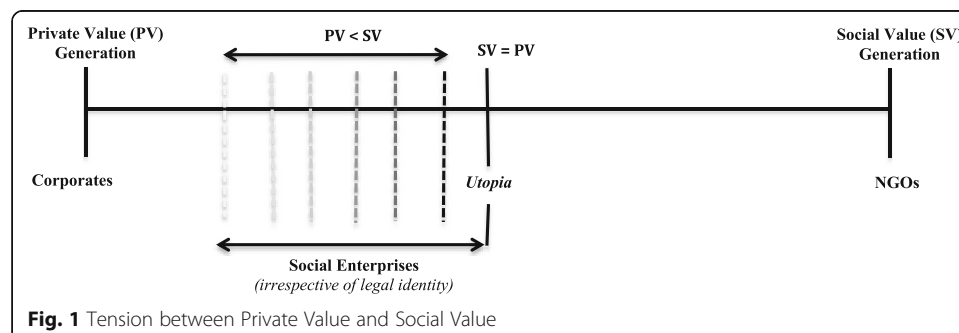 Private Value (PV)
Generation
PV < SV
SV = PV
Social Value (SV)
Generation
Corporates
Utopia
NGOs
Social Enterprises
(irrespective of legal identity)
Fig. 1 Tension between Private Value and Social Value